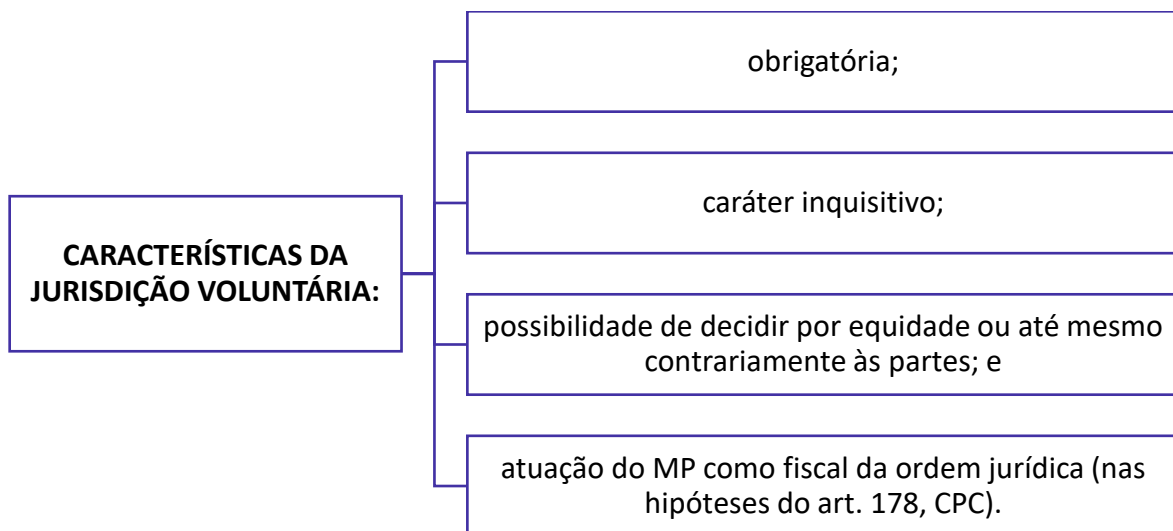 CARACTERÍSTICAS DA
JURISDIÇÃO VOLUNTÁRIA:
obrigatória;
caráter inquisitivo;
possibilidade de decidir por equidade ou até mesmo
contrariamente às partes; e
atuação do MP como fiscal da ordem jurídica (nas
hipóteses do art. 178, CPC).